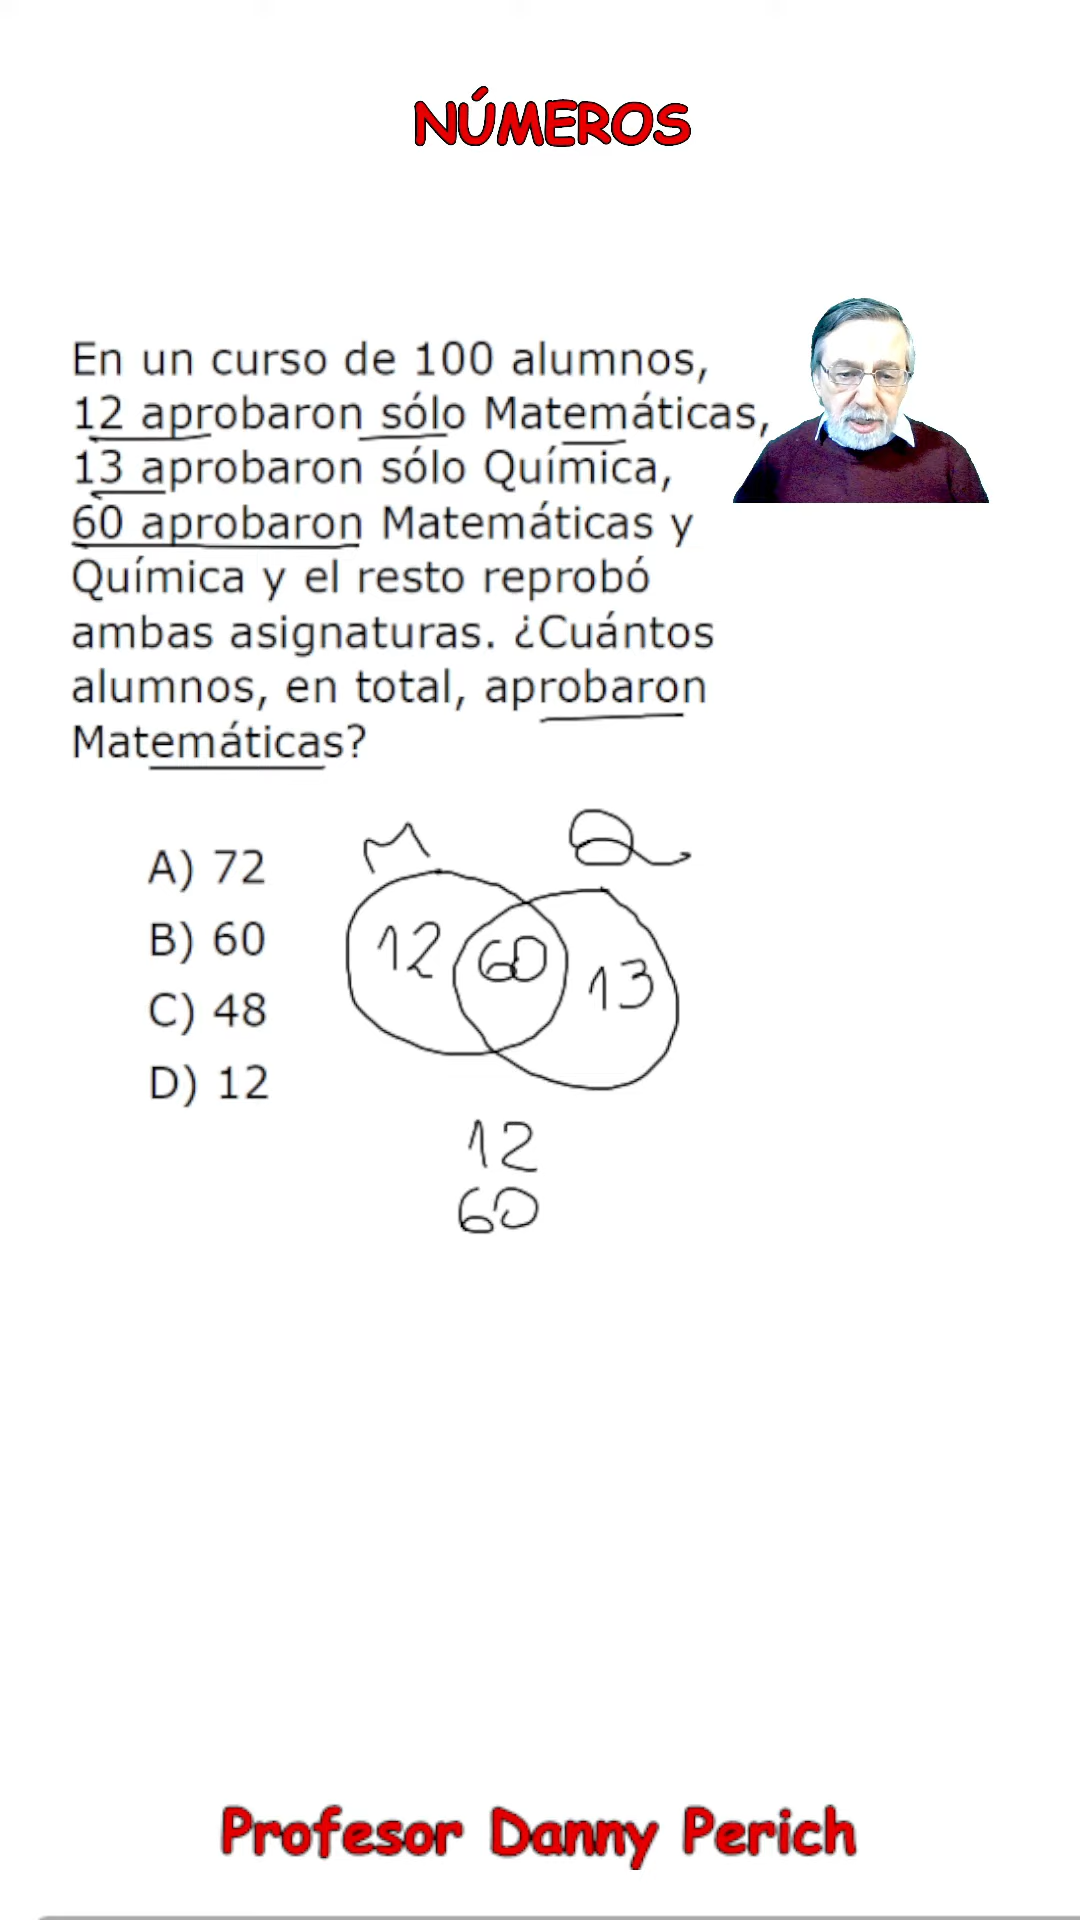 NÚMEROS
En un curso de 100 alumnos,
12 aprobaron sólo Matemáticas,
13 aprobaron sólo Química,
60 aprobaron Matemáticas y
Química y el resto reprobó
ambas asignaturas. ¿Cuántos
alumnos, en total, aprobaron
Matemáticas?
A) 72
B) 60
C) 48
D) 12
M Q
12 60 13
12
60
Profesor Danny Perich